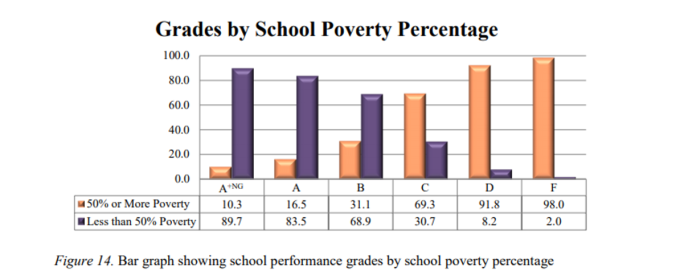 Grades by School Poverty Percentage
100.0
80.0
60.0
40.0
20.0
0.0
A+NG A B C D F
50% or More Poverty 10.3 16.5 31.1 69.3 91.8 98.0
Less than 50% Poverty 89.7 83.5 68.9 30.7 8.2 2.0
Figure 14. Bar graph showing school performance grades by school poverty percentage